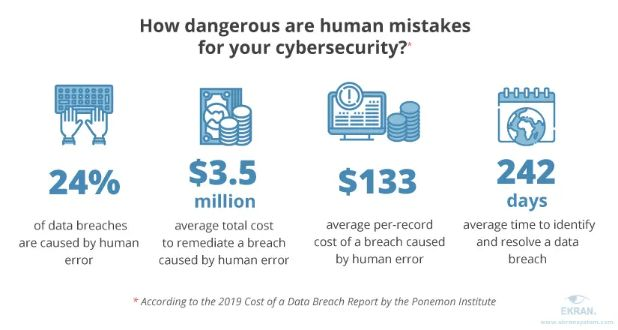 How dangerous are human mistakes
for your cybersecurity?*
24%
of data breaches
are caused by human
error
$3.5
million
average total cost
to remediate a breach
caused by human error
$133
average per-record
cost of a breach caused
by human error
242
days
average time to identify
and resolve a data
breach
* According to the 2019 Cost of a Data Breach Report by the Ponemon Institute
EKRAN.
www.ekransystem.com